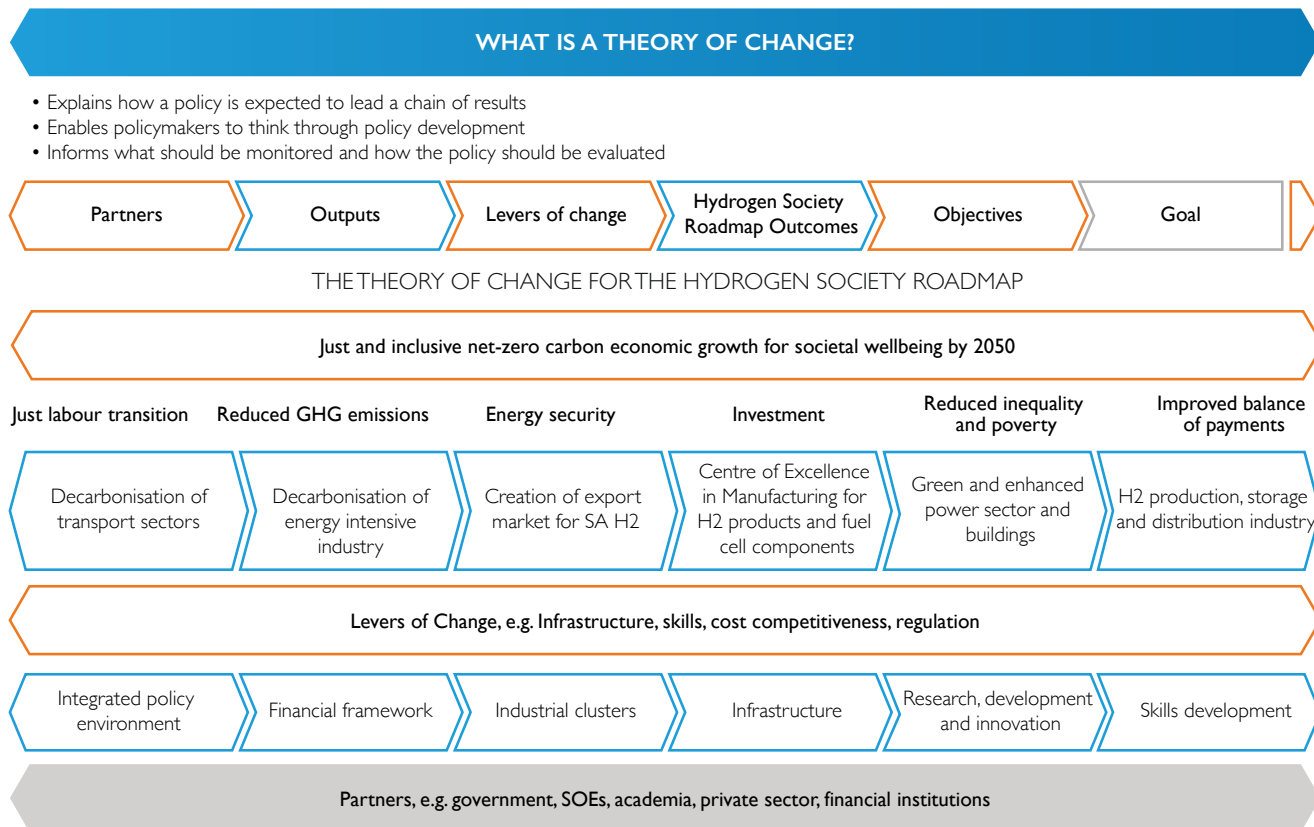 WHAT IS A THEORY OF CHANGE?
• Explains how a policy is expected to lead a chain of results
• Enables policymakers to think through policy development
• Informs what should be monitored and how the policy should be evaluated
Partners
Outputs
Levers of change
Hydrogen Society
Roadmap Outcomes
Objectives
Goal
THE THEORY OF CHANGE FOR THE HYDROGEN SOCIETY ROADMAP
Just and inclusive net-zero carbon economic growth for societal wellbeing by 2050
Just labour transition
Reduced GHG emissions
Energy security
Investment
Reduced inequality
and poverty
Improved balance
of payments
Decarbonisation of
transport sectors
Decarbonisation of
energy intensive
industry
Creation of export
market for SA H2
Centre of Excellence
in Manufacturing for
H2 products and fuel
cell components
Green and enhanced
power sector and
buildings
H2 production, storage
and distribution industry
Levers of Change, e.g. Infrastructure, skills, cost competitiveness, regulation
Integrated policy
environment
Financial framework
Industrial clusters
Infrastructure
Research, development
and innovation
Skills development
Partners, e.g. government, SOEs, academia, private sector, financial institutions